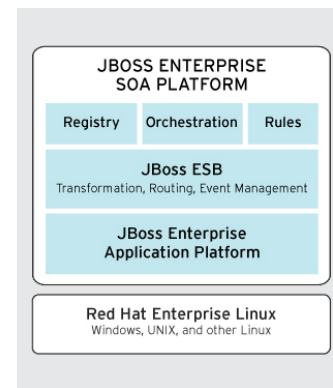 JBOSS ENTERPRISE
SOA PLATFORM
Registry Orchestration Rules
JBoss ESB
Transformation, Routing, Event Management
JBoss Enterprise
Application Platform
Red Hat Enterprise Linux
Windows, UNIX, and other Linux